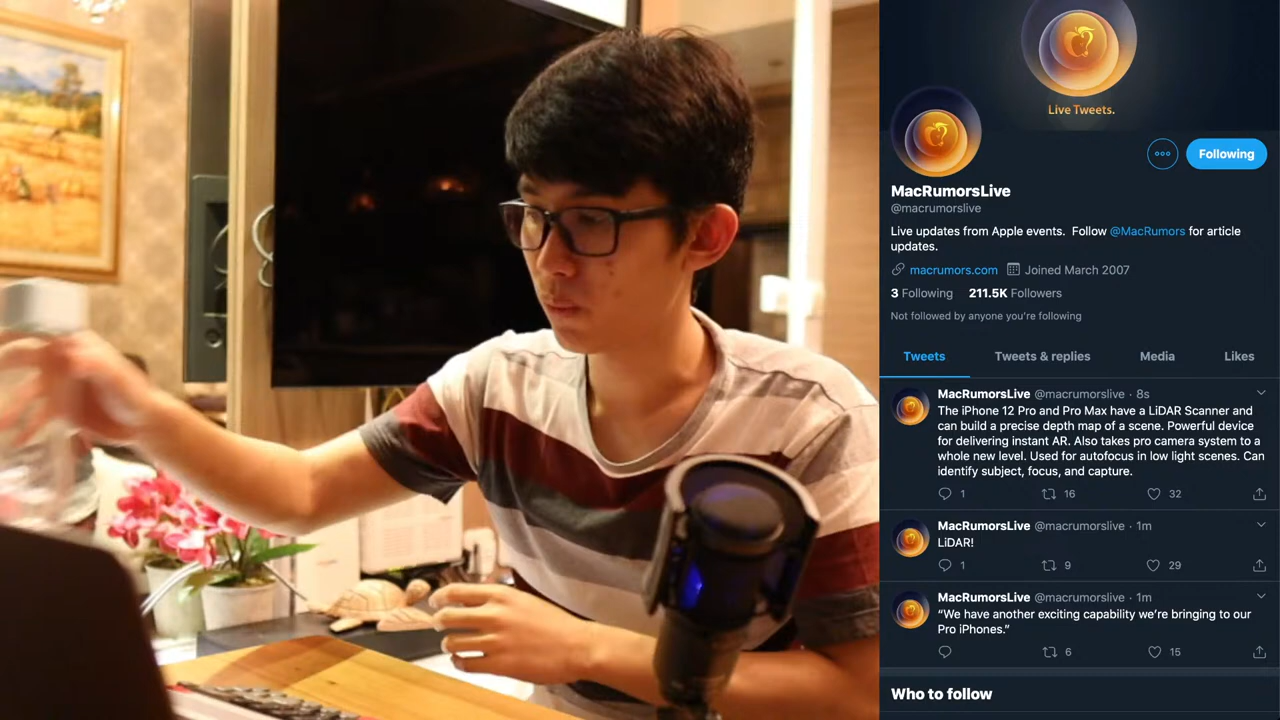 Live Tweets.
Following
MacRumorsLive
@macrumorslive
Live updates from Apple events. Follow @MacRumors for article
updates.
macrumors.com Joined March 2007
3 Following 211.5K Followers
Not followed by anyone you're following
Tweets Tweets & replies Media Likes
MacRumorsLive @macrumorslive · 8s
The iPhone 12 Pro and Pro Max have a LiDAR Scanner and
can build a precise depth map of a scene. Powerful device
for delivering instant AR. Also takes pro camera system to a
whole new level. Used for autofocus in low light scenes. Can
identify subject, focus, and capture.
1 16 32
MacRumorsLive @macrumorslive · 1m
LiDAR!
1 9 29
MacRumorsLive @macrumorslive · 1m
“We have another exciting capability we’re bringing to our
Pro iPhones.”
6 15
Who to follow